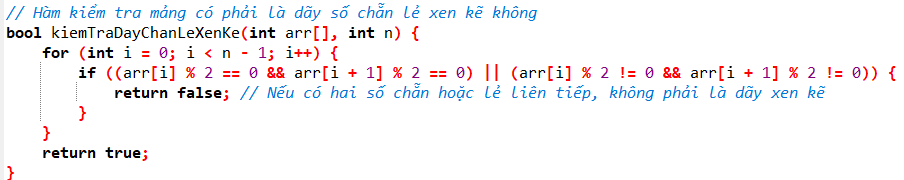 // Hàm kiểm tra mảng có phải là dãy số chẵn lẻ xen kẽ không
bool kiemTraDayChanLeXenKe(int arr[], int n) {
    for (int i = 0; i < n - 1; i++) {
        if ((arr[i] % 2 == 0 && arr[i + 1] % 2 == 0) || (arr[i] % 2 != 0 && arr[i + 1] % 2 != 0)) {
            return false; // Nếu có hai số chẵn hoặc lẻ liên tiếp, không phải là dãy xen kẽ
        }
    }
    return true;
}